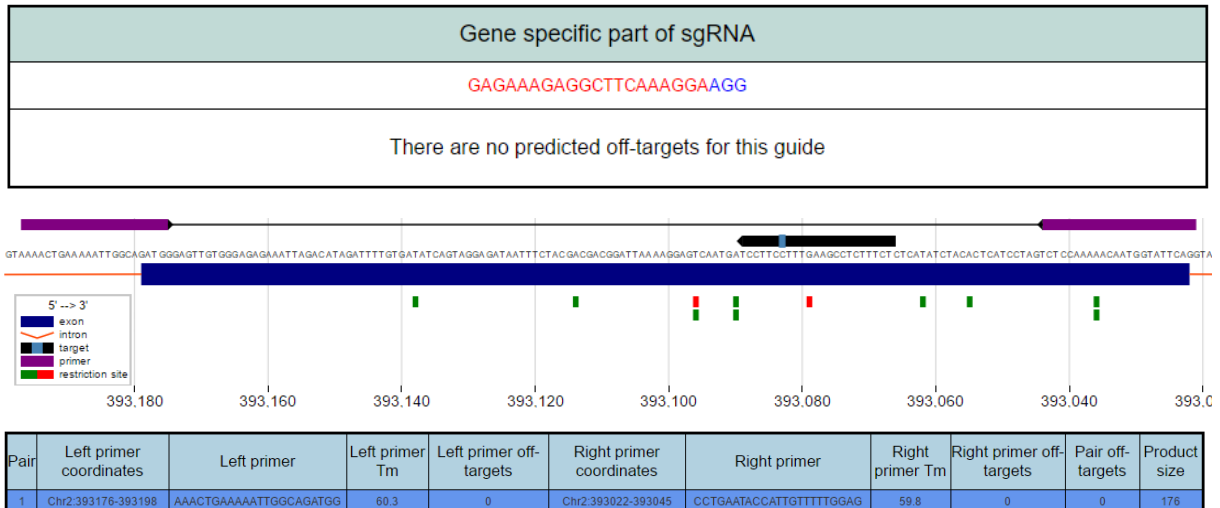 Gene specific part of sgRNA
GAGAAAGAGGCTTCAAAGGAAGG
There are no predicted off-targets for this guide
GTAAAACTGAAAAATTGGCAGATGGGAGTTGTGGGAGAGAAATTAGACATAGATTTTGTGATATCAGTAGGAGATAATTTCTACGACGACGGATTAAAAGGAGTCAATGATCCTTCCTTTGAAGCCTCTTTCTCTCATATCTACACTCATCCTAGTCTCCAAAAACAATGGTATTCAGGTA
5' --> 3'
exon
intron
target
primer
restriction site
393,180 393,160 393,140 393,120 393,100 393,080 393,060 393,040 393,0
Pair Left primer coordinates Left primer Left primer Tm Left primer off-targets Right primer coordinates Right primer Right primer Tm Right primer off-targets Pair off-targets Product size
1 Chr2:393176-393198 AAACTGAAAAATTGGCAGATGG 60.3 0 Chr2:393022-393045 CCTGAATACCATTGTTTTTGGAG 59.8 0 0 176